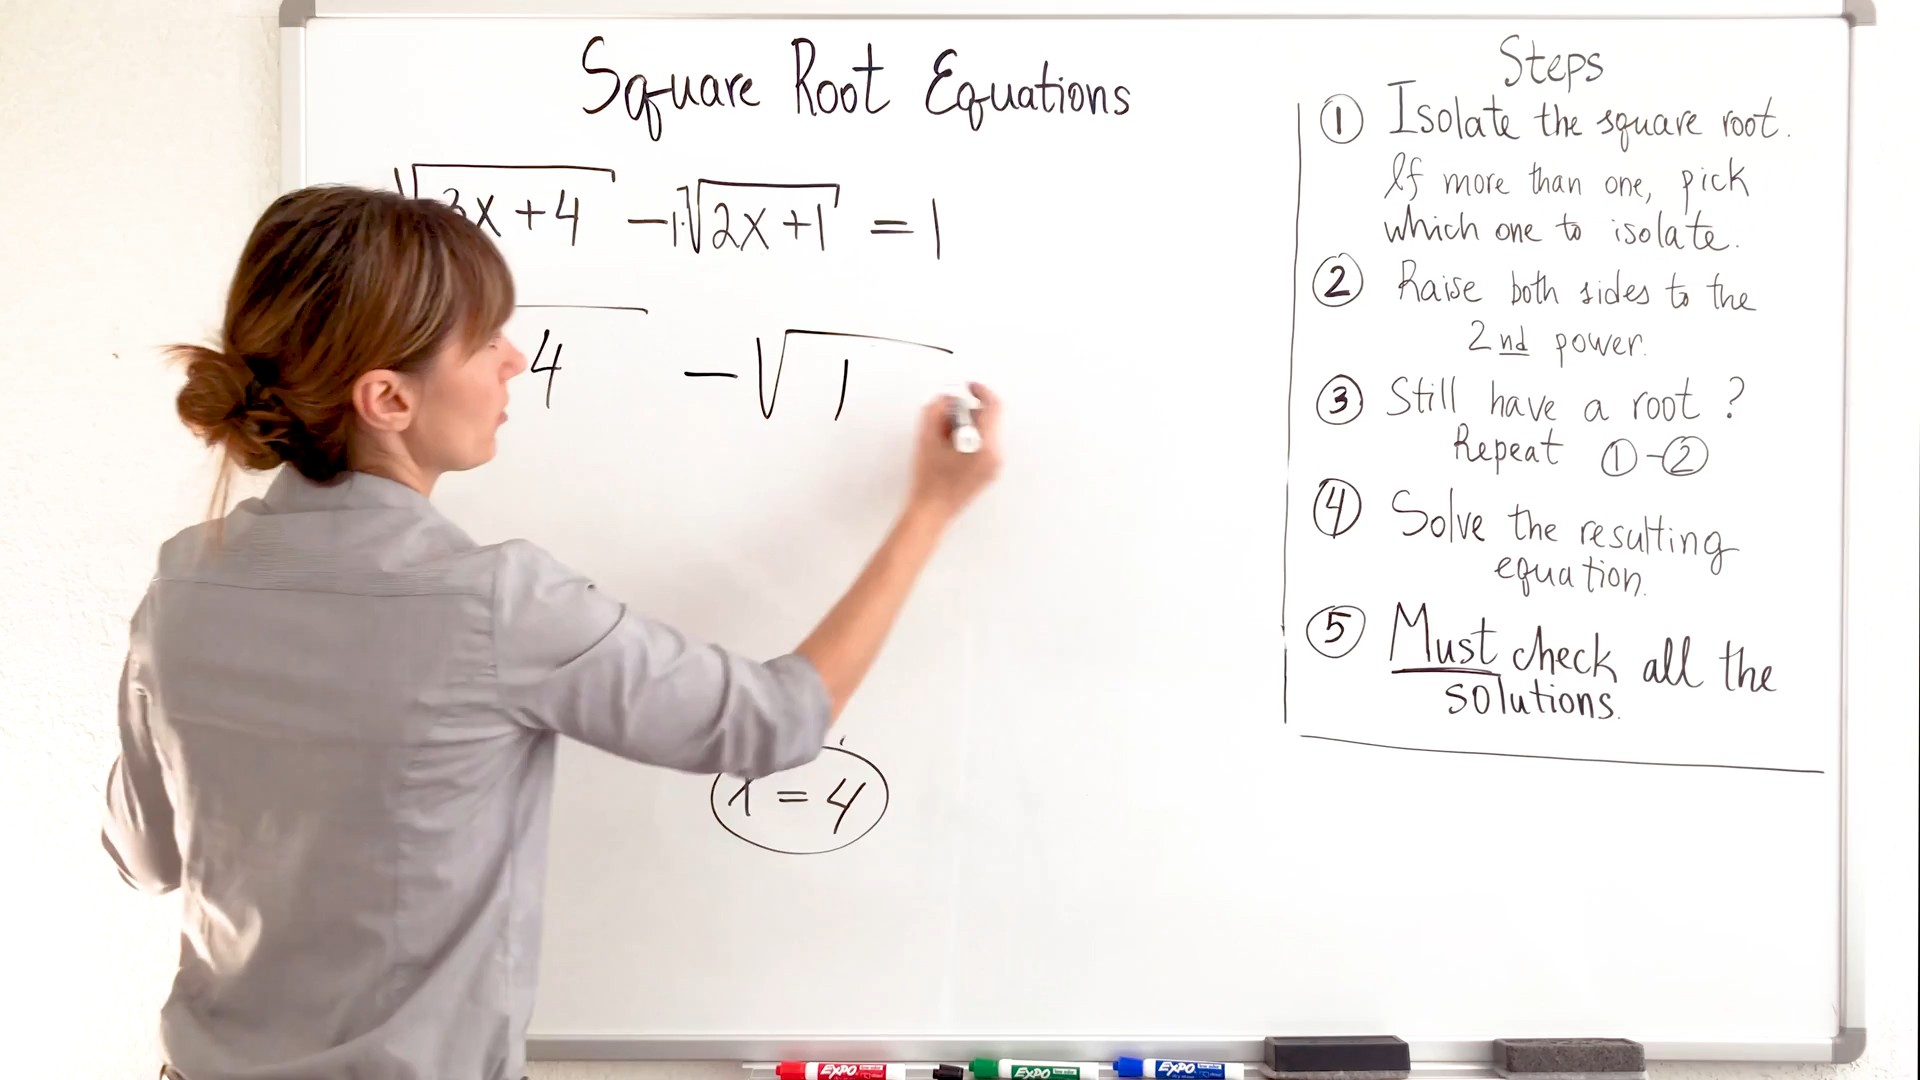 Square Root Equations
√3x+4 −1·√2x+1 = 1
4 − √1
x = 4
Steps
① Isolate the square root.
If more than one, pick
which one to isolate.
② Raise both sides to the
2nd power.
③ Still have a root?
Repeat ①-②
④ Solve the resulting
equation.
⑤ Must check all the
solutions.
EXPO
EXPO
EXPO